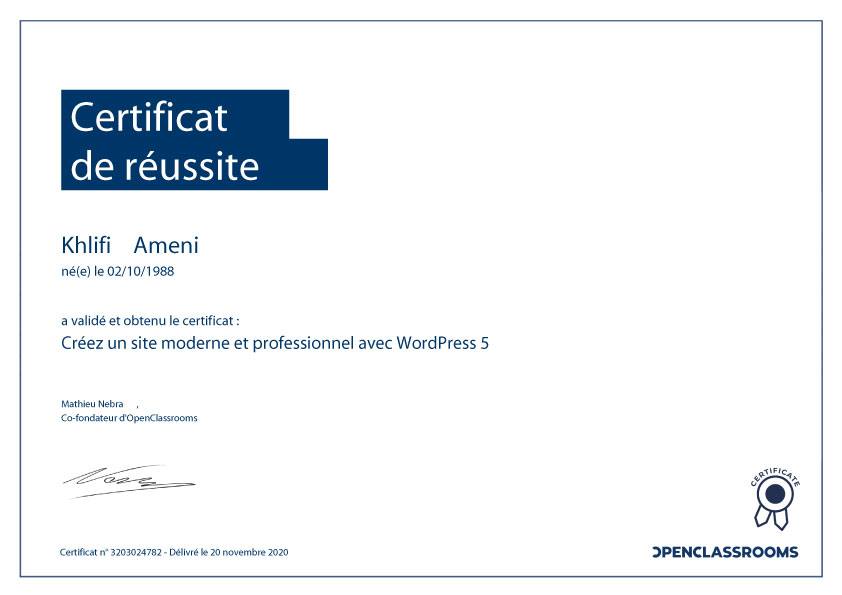 Certificat
de réussite
Khlifi Ameni
né(e) le 02/10/1988
a validé et obtenu le certificat :
Créez un site moderne et professionnel avec WordPress 5
Mathieu Nebra ,
Co-fondateur d'OpenClassrooms
CERTIFICATE
Certificat n° 3203024782 - Délivré le 20 novembre 2020
OPENCLASSROOMS